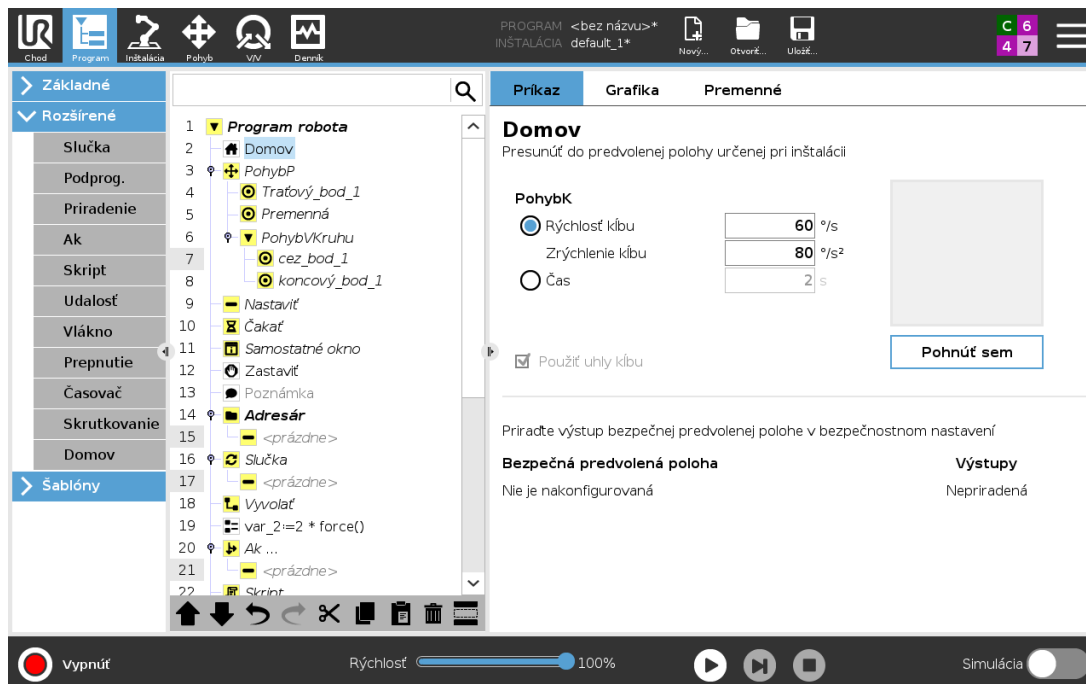 PROGRAM <bez názvu>*
INŠTALÁCIA default_1*
Chod Program Inštalácia Pohyb V/V Dennik Nový... Otvoriť... Uložiť...
C 6
4 7
Základné
Rozšírené
Slučka
Podprog.
Priradenie
Ak
Skript
Udalosť
Vlákno
Prepnutie
Časovač
Skrutkovanie
Domov
Šablóny
1 Program robota
2 Domov
3 PohybP
4 Traťový_bod_1
5 Premenná
6 PohybVKruhu
7 cez_bod_1
8 koncový_bod_1
9 Nastaviť
10 Čakať
11 Samostatné okno
12 Zastaviť
13 Poznámka
14 Adresár
15 <prázdne>
16 Slučka
17 <prázdne>
18 Vyvolať
19 var_2:=2 * force()
20 Ak ...
21 <prázdne>
22 Skript
Príkaz Grafika Premenné
Domov
Presunúť do predvolenej polohy určenej pri inštalácii
PohybK
Rýchlosť kĺbu 60 °/s
Zrýchlenie kĺbu 80 °/s²
Čas 2 s
Použiť uhly kĺbu
Pohnúť sem
Priraďte výstup bezpečnej predvolenej polohe v bezpečnostnom nastavení
Bezpečná predvolená poloha Výstupy
Nie je nakonfigurovaná Nepriradená
Vypnúť Rýchlosť 100% Simulácia